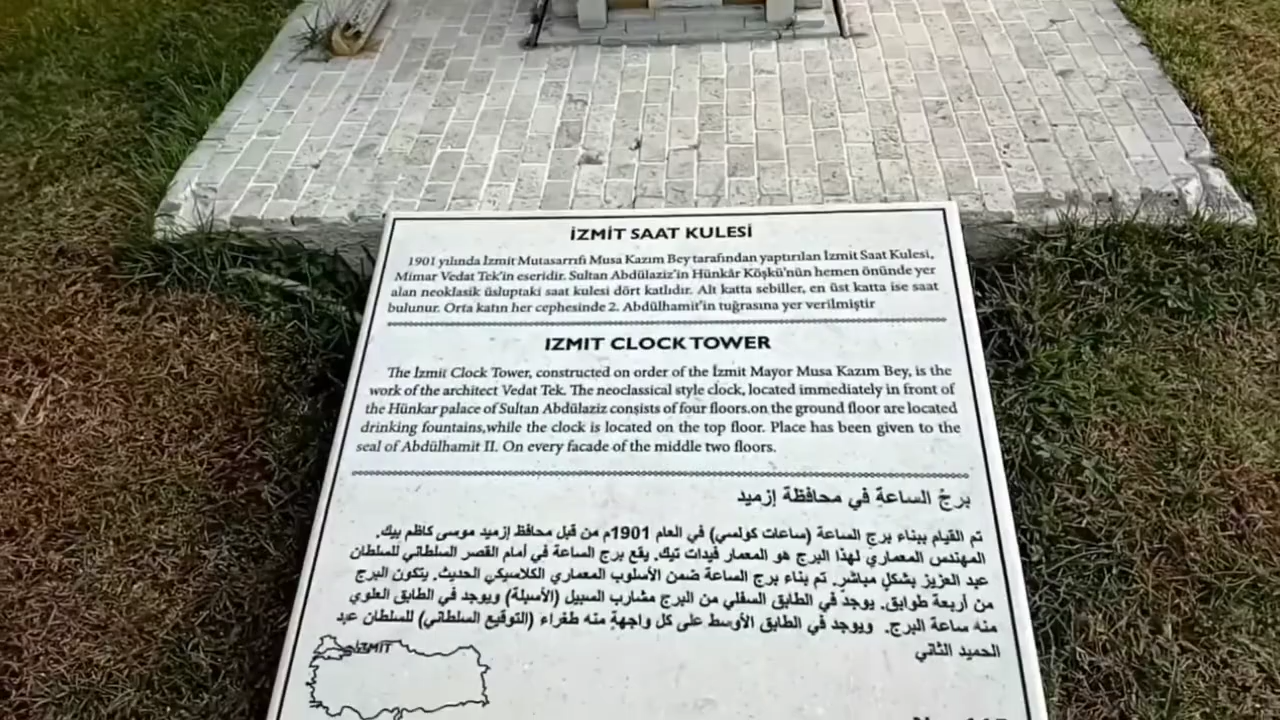 İZMİT SAAT KULESİ
1901 yılında İzmit Mutasarrıfı Musa Kazım Bey tarafından yaptırılan İzmit Saat Kulesi,
Mimar Vedat Tek'in eseridir. Sultan Abdülaziz'in Hünkâr Köşkü'nün hemen önünde yer
alan neoklasik üsluptaki saat kulesi dört katlıdır. Alt katta sebiller, en üst katta ise saat
bulunur. Orta katın her cephesinde 2. Abdülhamit'in tuğrasına yer verilmiştir
IZMIT CLOCK TOWER
The İzmit Clock Tower, constructed on order of the İzmit Mayor Musa Kazım Bey, is the
work of the architect Vedat Tek. The neoclassical style clock, located immediately in front of
the Hünkar palace of Sultan Abdülaziz consists of four floors.on the ground floor are located
drinking fountains,while the clock is located on the top floor. Place has been given to the
seal of Abdülhamit II. On every facade of the middle two floors.
برج الساعة في محافظة إزميد
تم القيام ببناء برج الساعة (ساعات كولسي) في العام 1901م من قبل محافظ إزميد موسى كاظم بيك.
المهندس المعماري لهذا البرج هو المعمار فيدات تيك. يقع برج الساعة في أمام القصر السلطاني للسلطان
عبد العزيز بشكلٍ مباشرٍ. تم بناء برج الساعة ضمن الأسلوب المعماري الكلاسيكي الحديث. يتكون البرج
من أربعة طوابق. يوجد في الطابق السفلي من البرج مشارب السبيل (الأسبلة) ويوجد في الطابق العلوي
منه ساعة البرج. ويوجد في الطابق الأوسط على كل واجهةٍ منه طغراء (التوقيع السلطاني) للسلطان عبد
الحميد الثاني
İZMİT